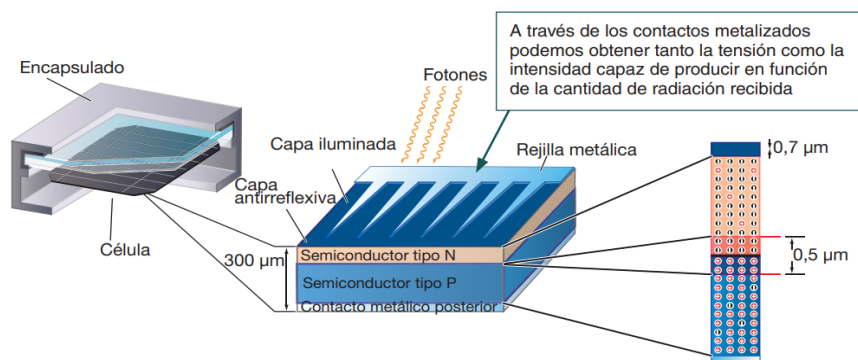 A través de los contactos metalizados
podemos obtener tanto la tensión como la
intensidad capaz de producir en función
de la cantidad de radiación recibida
Encapsulado
Fotones
Capa iluminada
Rejilla metálica
0,7 µm
Capa
antirreflexiva
Célula
300 µm
Semiconductor tipo N
0,5 µm
Semiconductor tipo P
Contacto metálico posterior